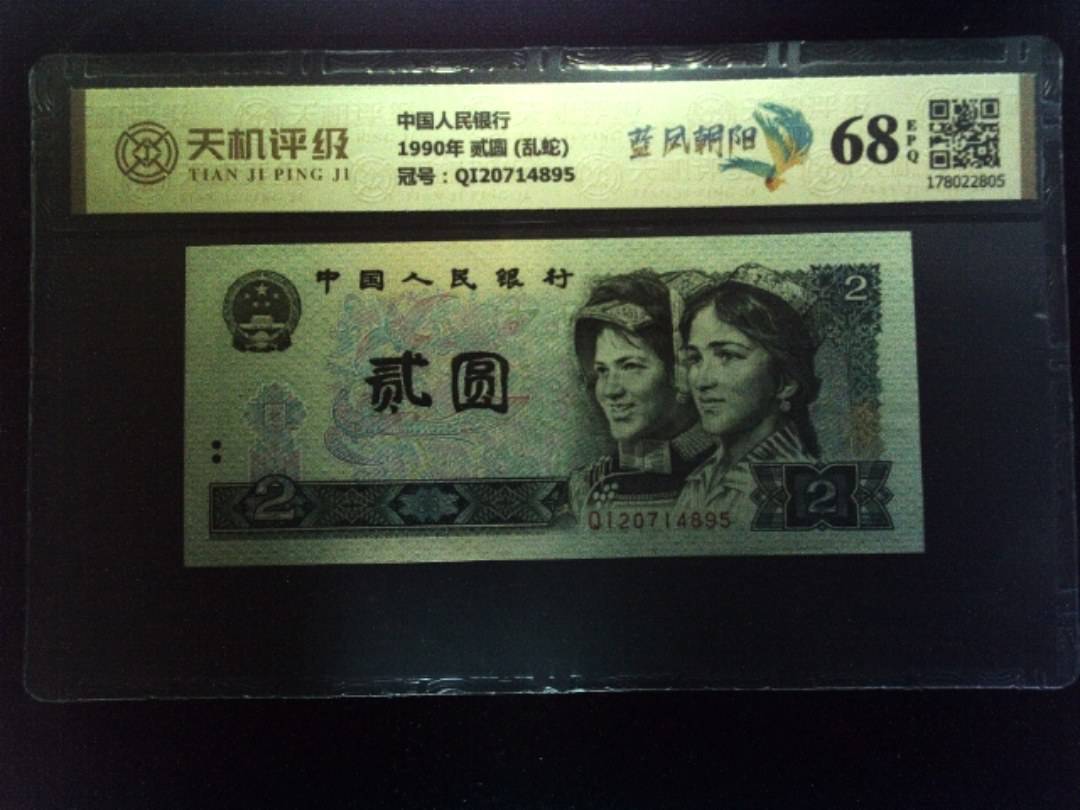 天机评级
TIAN JI PING JI
中国人民银行
1990年 贰圆 (乱蛇)
冠号：QI20714895
蓝凤朝阳
68
EPQ
178022805
中国人民银行
贰圆
2
2
QI20714895
2